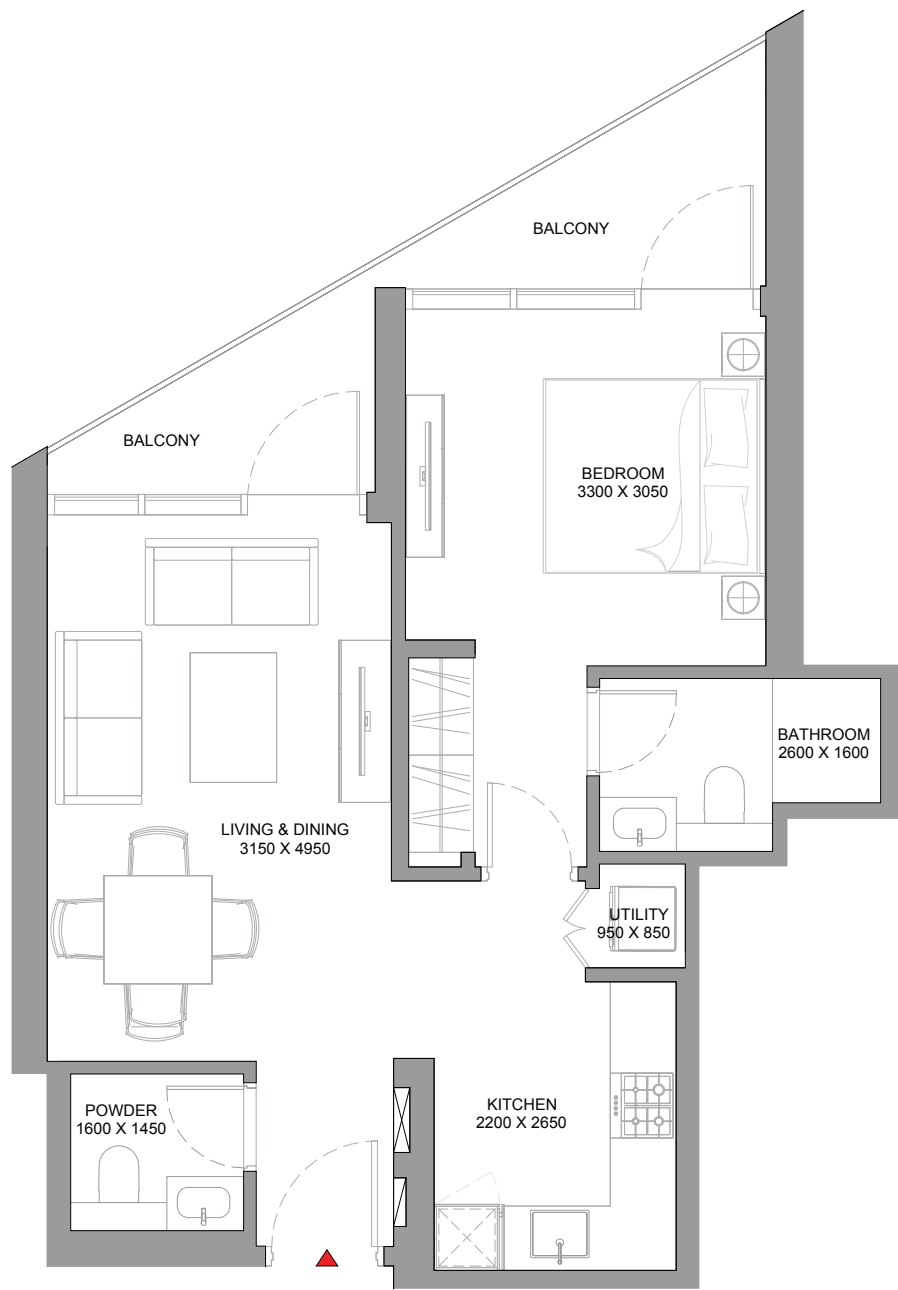 BALCONY
BALCONY
BEDROOM
3300 X 3050
BATHROOM
2600 X 1600
LIVING & DINING
3150 X 4950
UTILITY
950 X 850
KITCHEN
2200 X 2650
POWDER
1600 X 1450